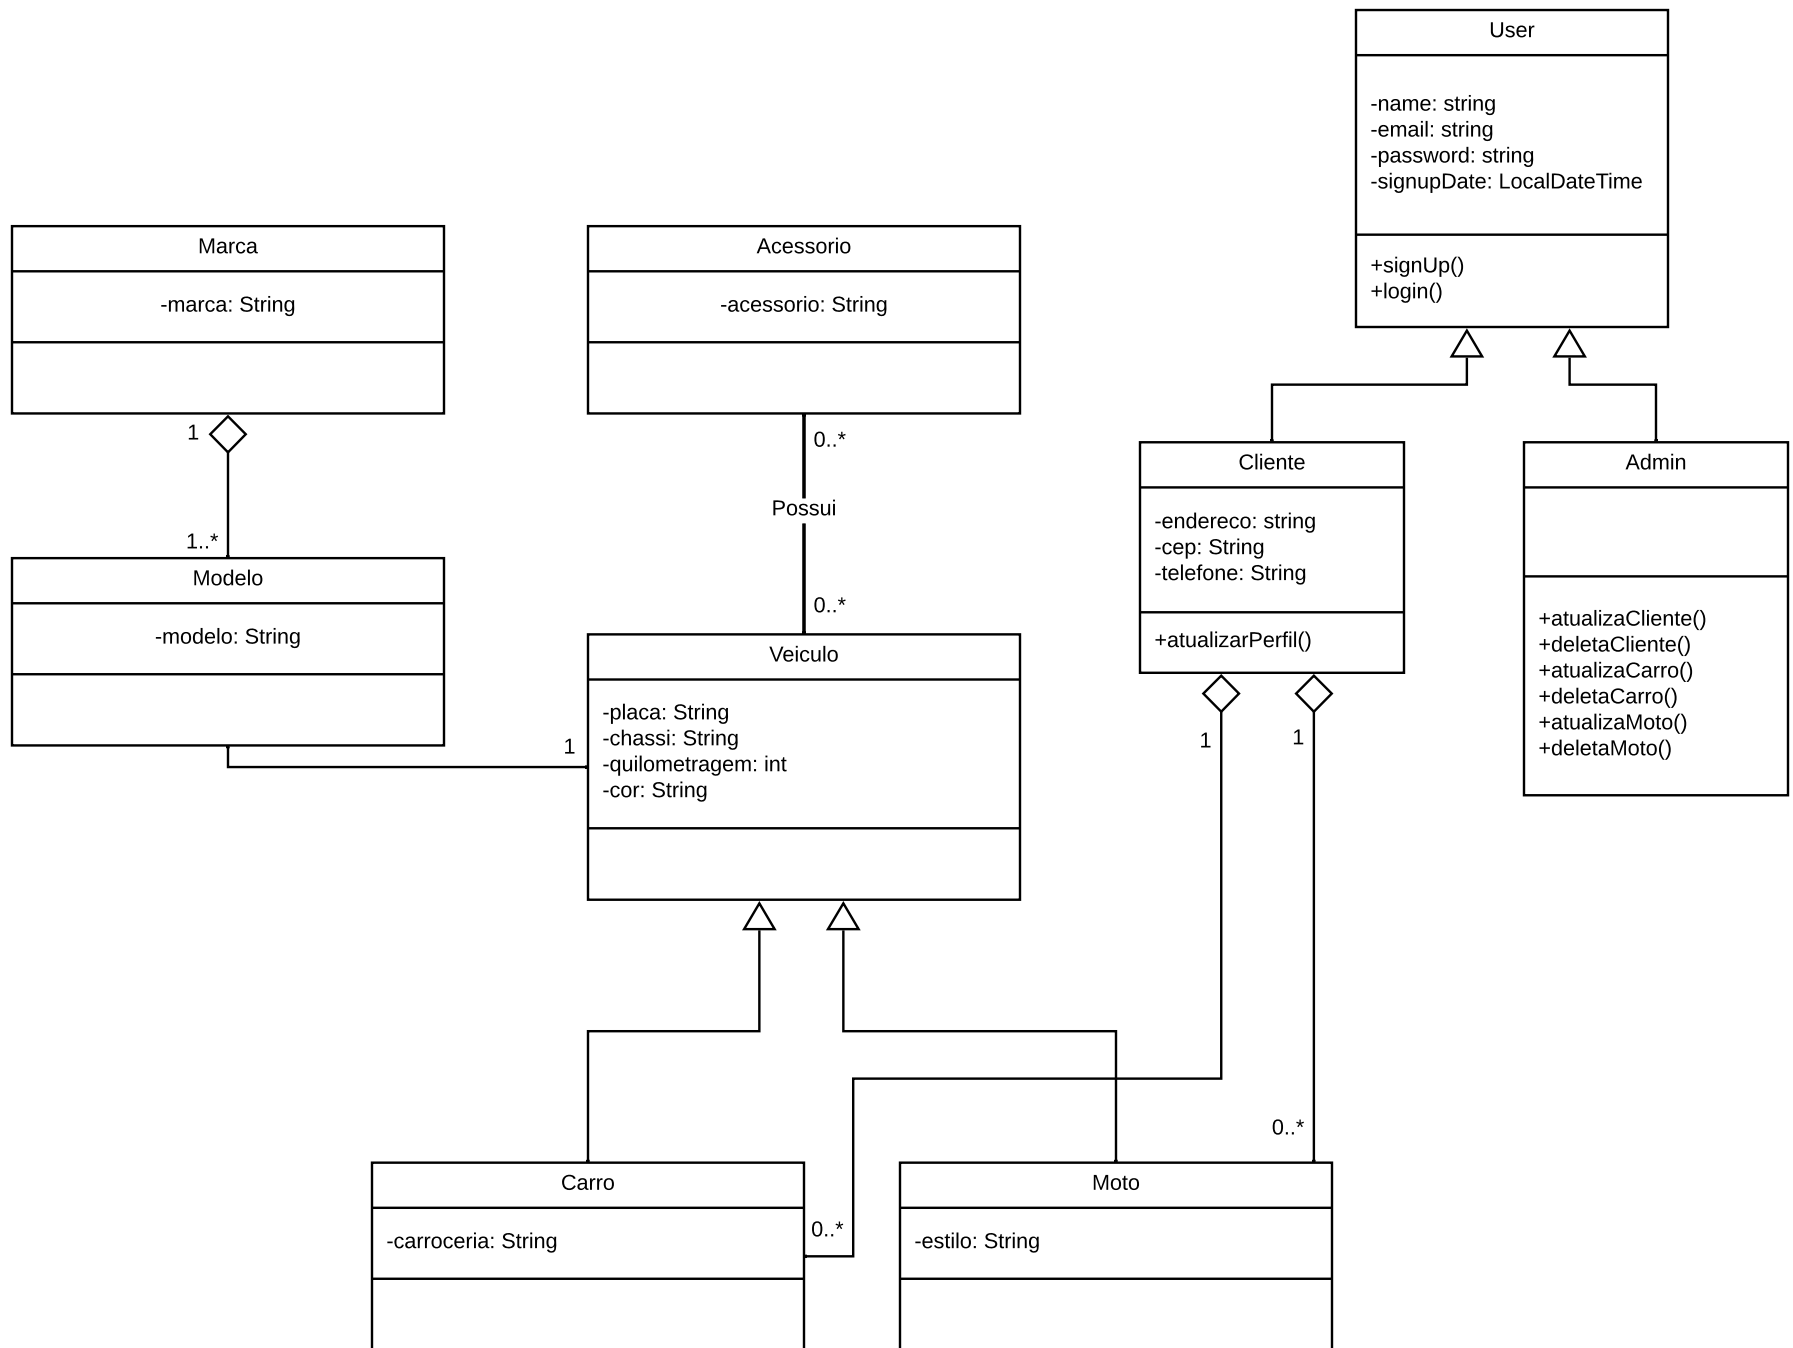 User
-name: string
-email: string
-password: string
-signupDate: LocalDateTime
+signUp()
+login()
Marca
-marca: String
1
1..*
Modelo
-modelo: String
Acessorio
-acessorio: String
0..*
Possui
0..*
1
Veiculo
-placa: String
-chassi: String
-quilometragem: int
-cor: String
Cliente
-endereco: string
-cep: String
-telefone: String
+atualizarPerfil()
1
1
Admin
+atualizaCliente()
+deletaCliente()
+atualizaCarro()
+deletaCarro()
+atualizaMoto()
+deletaMoto()
0..*
Carro
-carroceria: String
0..*
Moto
-estilo: String